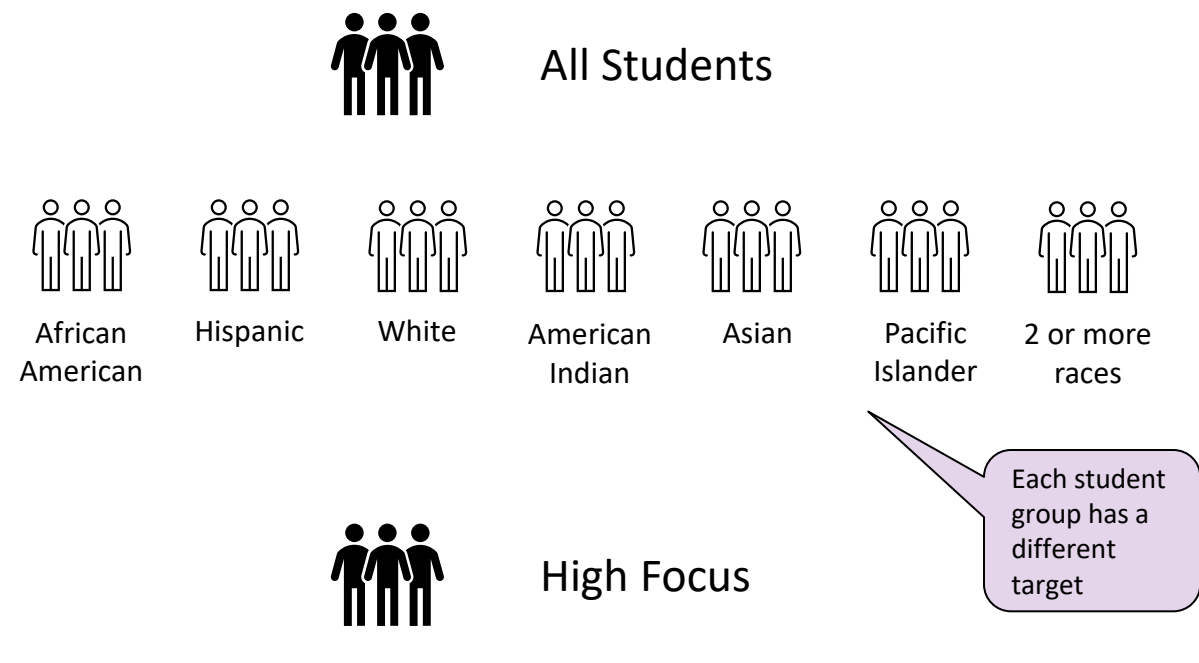 All Students
African
American
Hispanic
White
American
Indian
Asian
Pacific
Islander
2 or more
races
Each student
group has a
different
target
High Focus